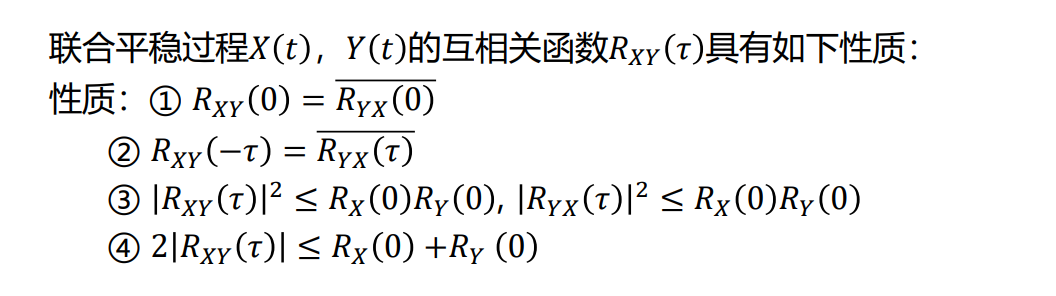 联合平稳过程$X(t)$，$Y(t)$的互相关函数$R_{XY}(\tau)$具有如下性质：
性质：① $R_{XY}(0) = \overline{R_{YX}(0)}$
② $R_{XY}(-\tau) = \overline{R_{YX}(\tau)}$
③ $|R_{XY}(\tau)|^2 \leq R_X(0)R_Y(0), |R_{YX}(\tau)|^2 \leq R_X(0)R_Y(0)$
④ $2|R_{XY}(\tau)| \leq R_X(0) + R_Y(0)$